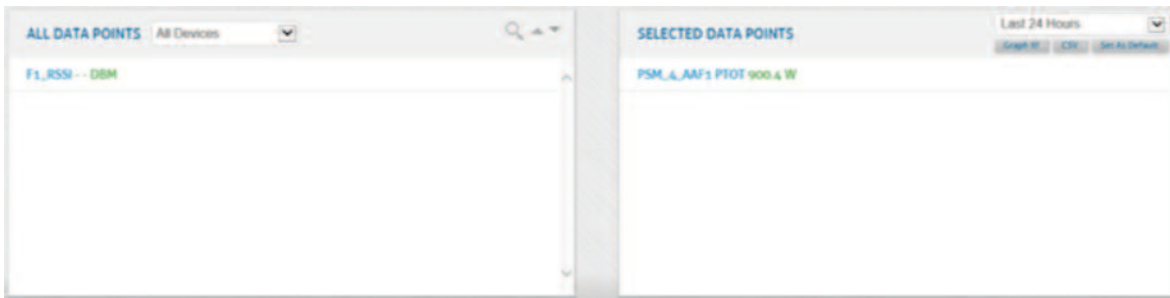 ALL DATA POINTS All Devices
F1_RSSI - - DBM
SELECTED DATA POINTS Last 24 Hours
Graph It! CSV Set As Default
PSM_4_AAF1 PTOT 900.4 W